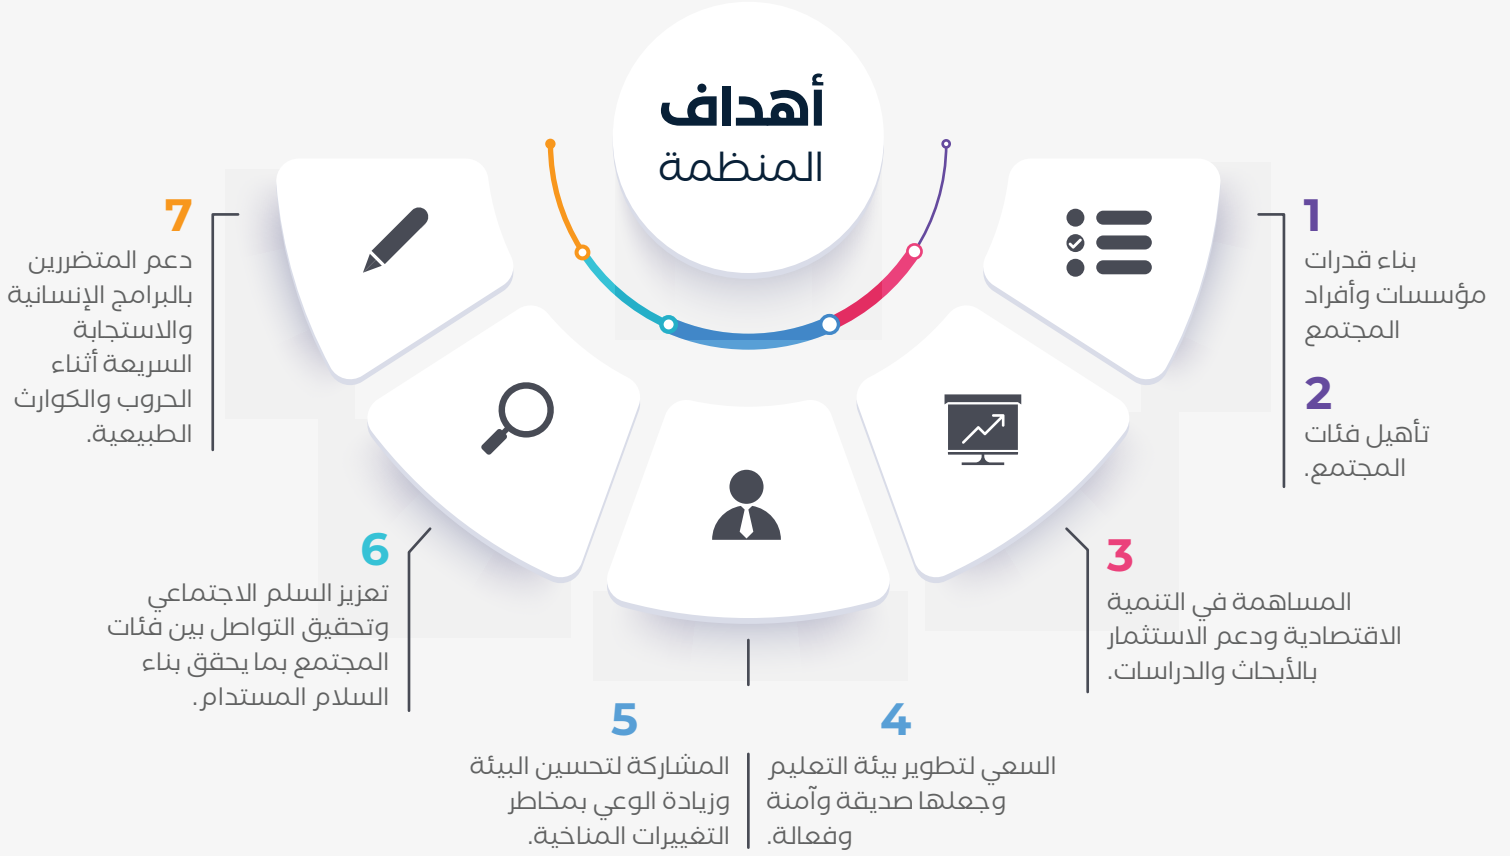 أهداف
المنظمة
1
بناء قدرات
مؤسسات وأفراد
المجتمع
2
تأهيل فئات
المجتمع.
3
المساهمة في التنمية
الاقتصادية ودعم الاستثمار
بالأبحاث والدراسات.
4
السعي لتطوير بيئة التعليم
وجعلها صديقة وآمنة
وفعالة.
5
المشاركة لتحسين البيئة
وزيادة الوعي بمخاطر
التغييرات المناخية.
6
تعزيز السلم الاجتماعي
وتحقيق التواصل بين فئات
المجتمع بما يحقق بناء
السلام المستدام.
7
دعم المتضررين
بالبرامج الإنسانية
والاستجابة
السريعة أثناء
الحروب والكوارث
الطبيعية.